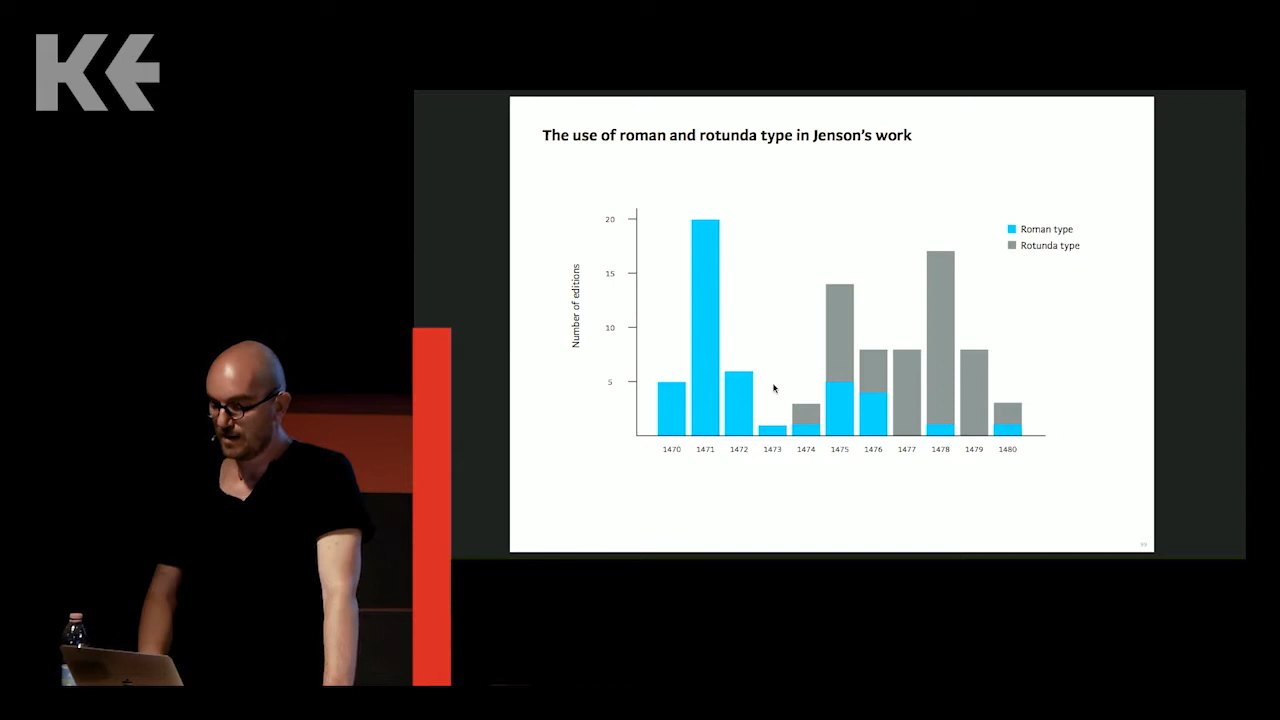 KE
The use of roman and rotunda type in Jenson's work
Number of editions
20
15
10
5
Roman type
Rotunda type
1470 1471 1472 1473 1474 1475 1476 1477 1478 1479 1480